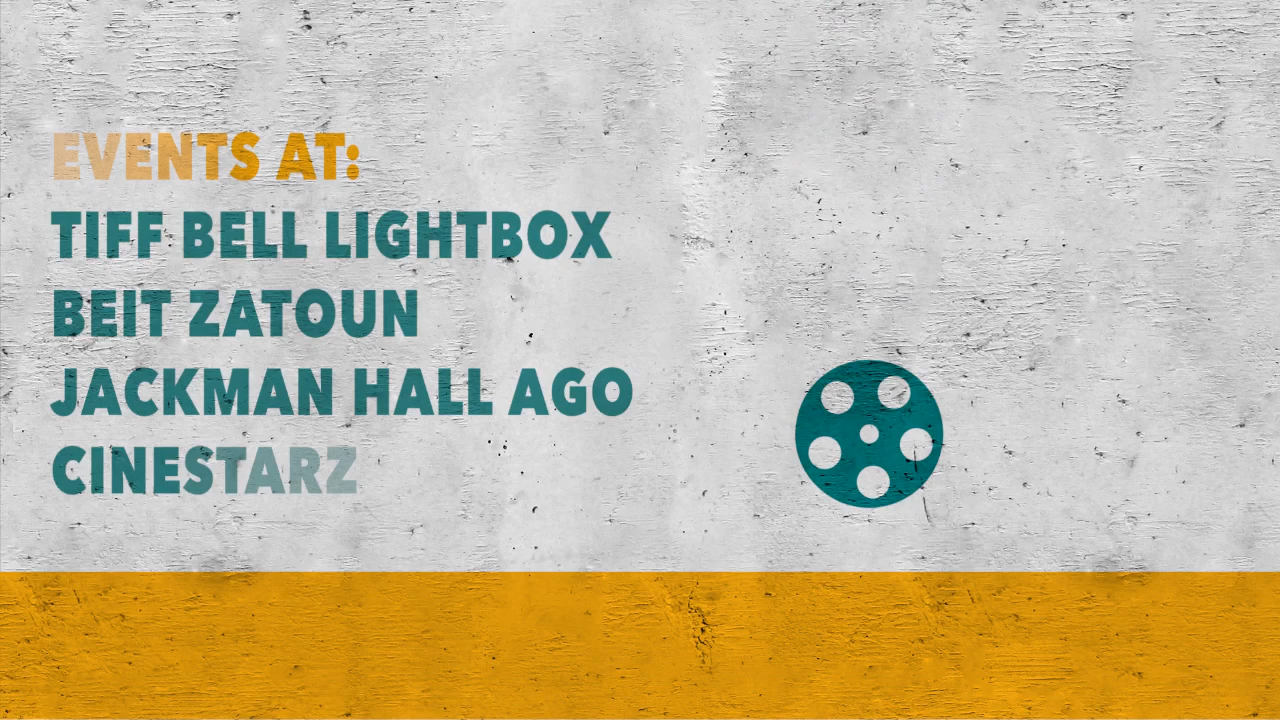 EVENTS AT:
TIFF BELL LIGHTBOX
BEIT ZATOUN
JACKMAN HALL AGO
CINESTARZ